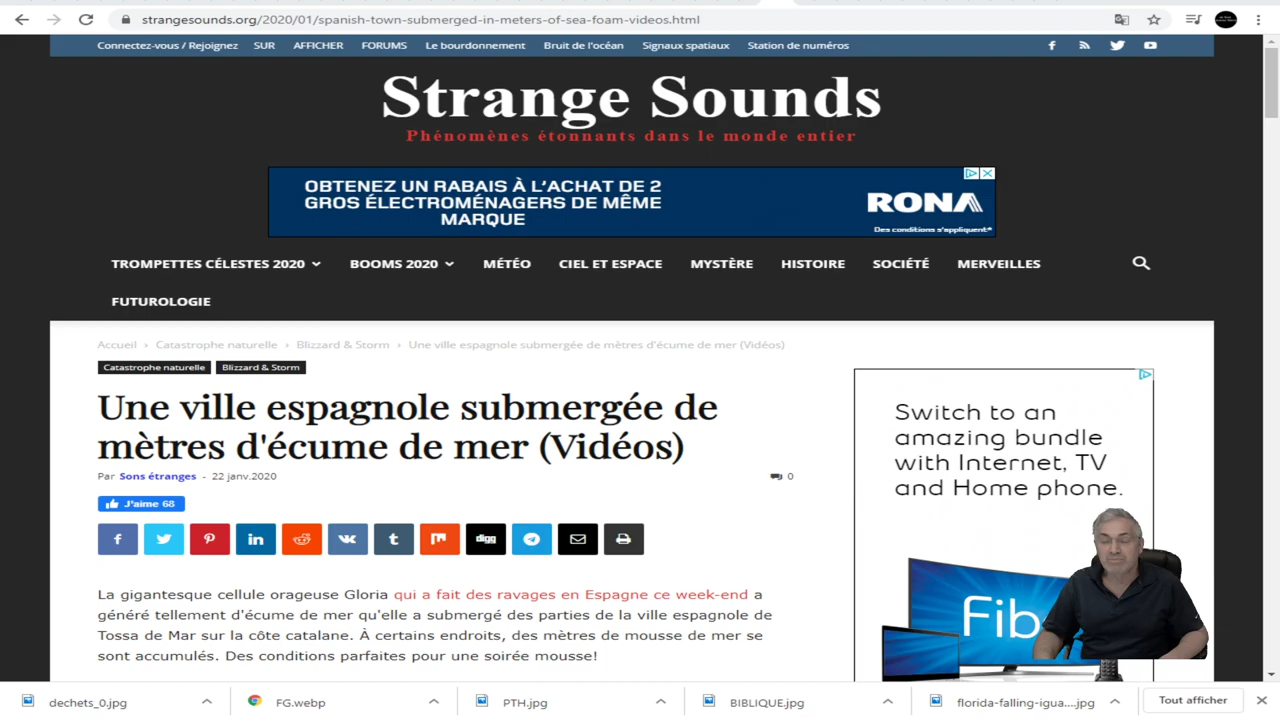 strangesounds.org/2020/01/spanish-town-submerged-in-meters-of-sea-foam-videos.html
Connectez-vous / Rejoignez SUR AFFICHER FORUMS Le bourdonnement Bruit de l'océan Signaux spatiaux Station de numéros
Strange Sounds
Phénomènes étonnants dans le monde entier
OBTENEZ UN RABAIS À L'ACHAT DE 2
GROS ÉLECTROMÉNAGERS DE MÊME
MARQUE
RONA
Des conditions s'appliquent*
TROMPETTES CÉLESTES 2020 BOOMS 2020 MÉTÉO CIEL ET ESPACE MYSTÈRE HISTOIRE SOCIÉTÉ MERVEILLES
FUTUROLOGIE
Accueil › Catastrophe naturelle › Blizzard & Storm › Une ville espagnole submergée de mètres d'écume de mer (Vidéos)
Catastrophe naturelle Blizzard & Storm
Une ville espagnole submergée de
mètres d'écume de mer (Vidéos)
Par Sons étranges - 22 janv.2020 0
J'aime 68
digg
La gigantesque cellule orageuse Gloria qui a fait des ravages en Espagne ce week-end a
généré tellement d'écume de mer qu'elle a submergé des parties de la ville espagnole de
Tossa de Mar sur la côte catalane. À certains endroits, des mètres de mousse de mer se
sont accumulés. Des conditions parfaites pour une soirée mousse!
Switch to an
amazing bundle
with Internet, TV
and Home phone.
Fib
dechets_0.jpg FG.webp PTH.jpg BIBLIQUE.jpg florida-falling-igua....jpg Tout afficher